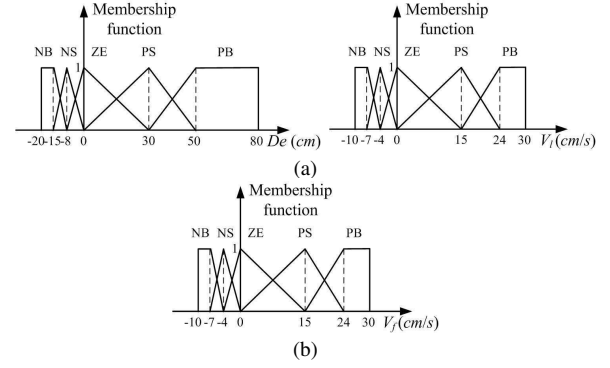 Membership
function
NB NS ZE PS PB
1
-20 -15 -8 0 30 50 80 De (cm)
Membership
function
NB NS ZE PS PB
1
-10 -7 -4 0 15 24 30 V_l (cm/s)
(a)
Membership
function
NB NS ZE PS PB
1
-10 -7 -4 0 15 24 30 V_f (cm/s)
(b)